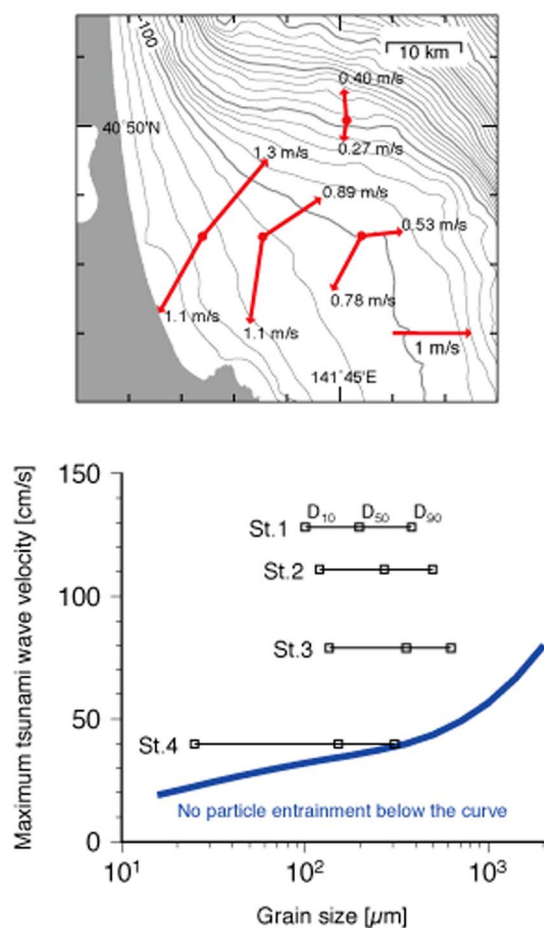 -100
10 km
0.40 m/s
40°50'N
1.3 m/s
0.27 m/s
0.89 m/s
0.53 m/s
0.78 m/s
1.1 m/s
1.1 m/s
1 m/s
141°45'E
Maximum tsunami wave velocity [cm/s]
150
D10 D50 D90
St.1
St.2
100
St.3
50
St.4
No particle entrainment below the curve
0
10¹ 10² 10³
Grain size [μm]